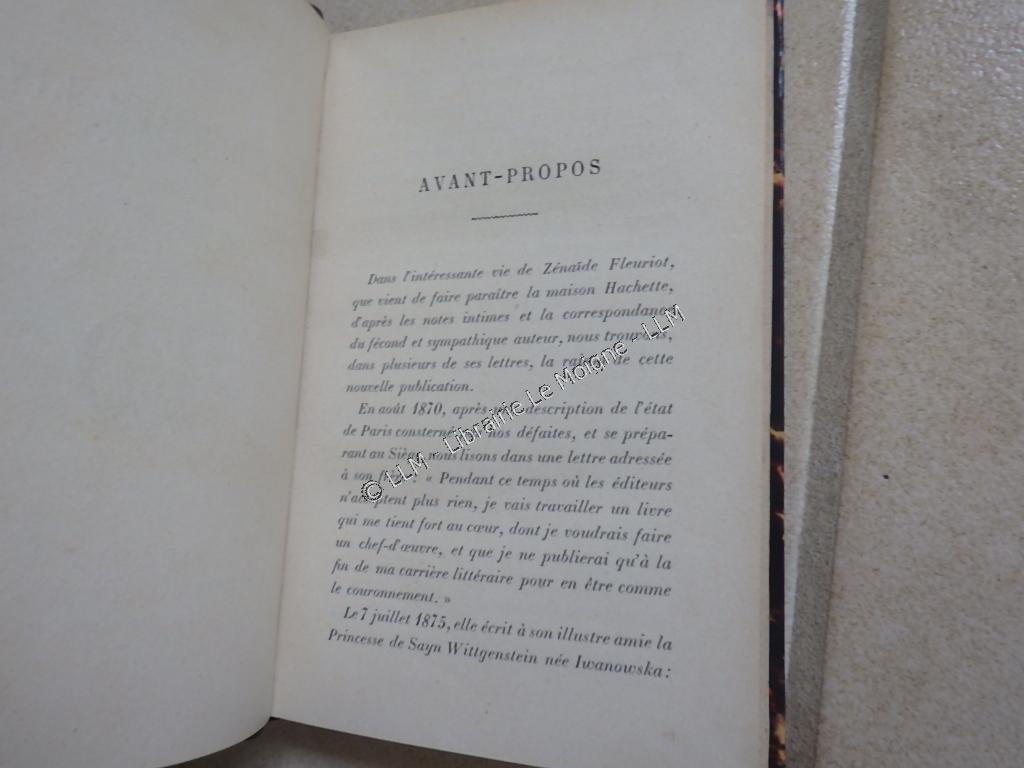 AVANT-PROPOS
Dans l'intéressante vie de Zénaïde Fleuriot,
que vient de faire paraître la maison Hachette,
d'après les notes intimes et la correspondance
du fécond et sympathique auteur, nous trouvons,
dans plusieurs de ses lettres, la raison de cette
nouvelle publication.
En août 1870, après une description de l'état
de Paris consterné nos défaites, et se prépa-
rant au Siège, nous lisons dans une lettre adressée
à son « Pendant ce temps où les éditeurs
n'acceptent plus rien, je vais travailler un livre
qui me tient fort au cœur, dont je voudrais faire
un chef-d'œuvre, et que je ne publierai qu'à la
fin de ma carrière littéraire pour en être comme
le couronnement. »
Le 7 juillet 1875, elle écrit à son illustre amie la
Princesse de Sayn Wittgenstein née Iwanowska :
© LLM - Librairie Le Moigne - LLM